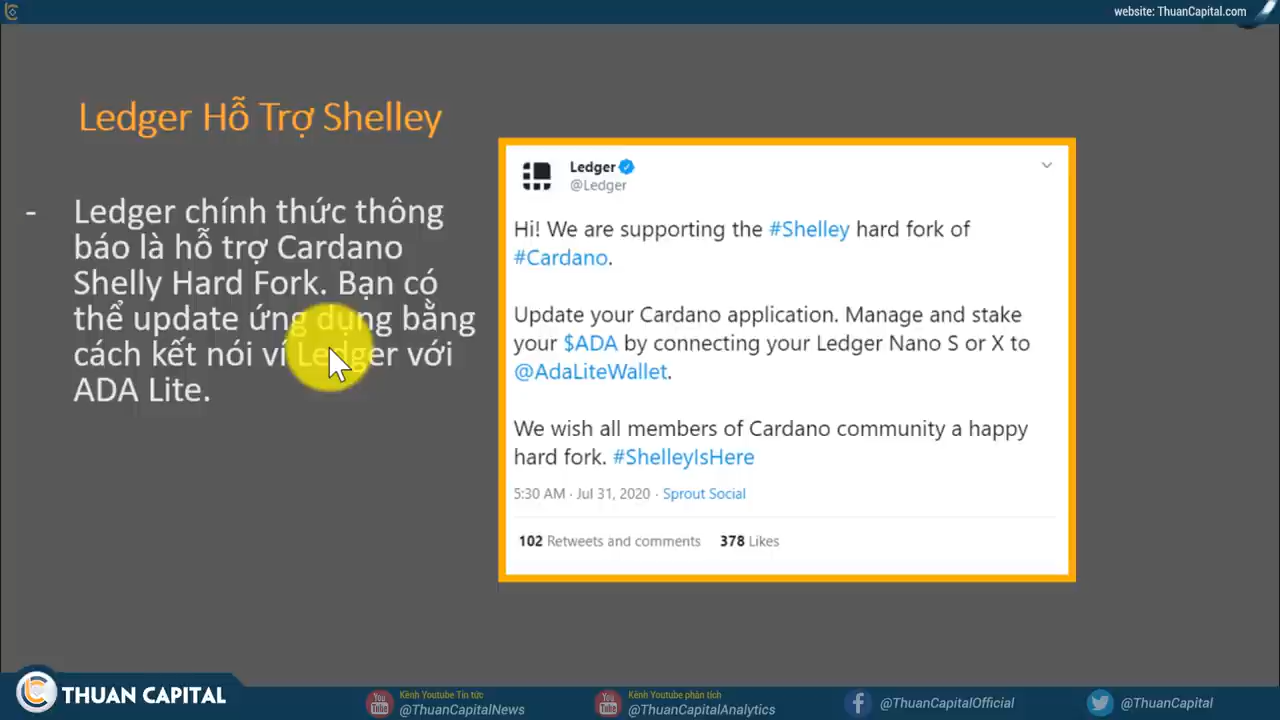 website: ThuanCapital.com
Ledger Hỗ Trợ Shelley
- Ledger chính thức thông
báo là hỗ trợ Cardano
Shelly Hard Fork. Bạn có
thể update ứng dụng bằng
cách kết nối ví Ledger với
ADA Lite.
Ledger
@Ledger
Hi! We are supporting the #Shelley hard fork of
#Cardano.
Update your Cardano application. Manage and stake
your $ADA by connecting your Ledger Nano S or X to
@AdaLiteWallet.
We wish all members of Cardano community a happy
hard fork. #ShelleyIsHere
5:30 AM · Jul 31, 2020 · Sprout Social
102 Retweets and comments 378 Likes
THUAN CAPITAL
You Tube
Kênh Youtube Tin tức
@ThuanCapitalNews
You Tube
Kênh Youtube phân tích
@ThuanCapitalAnalytics
@ThuanCapitalOfficial
@ThuanCapital